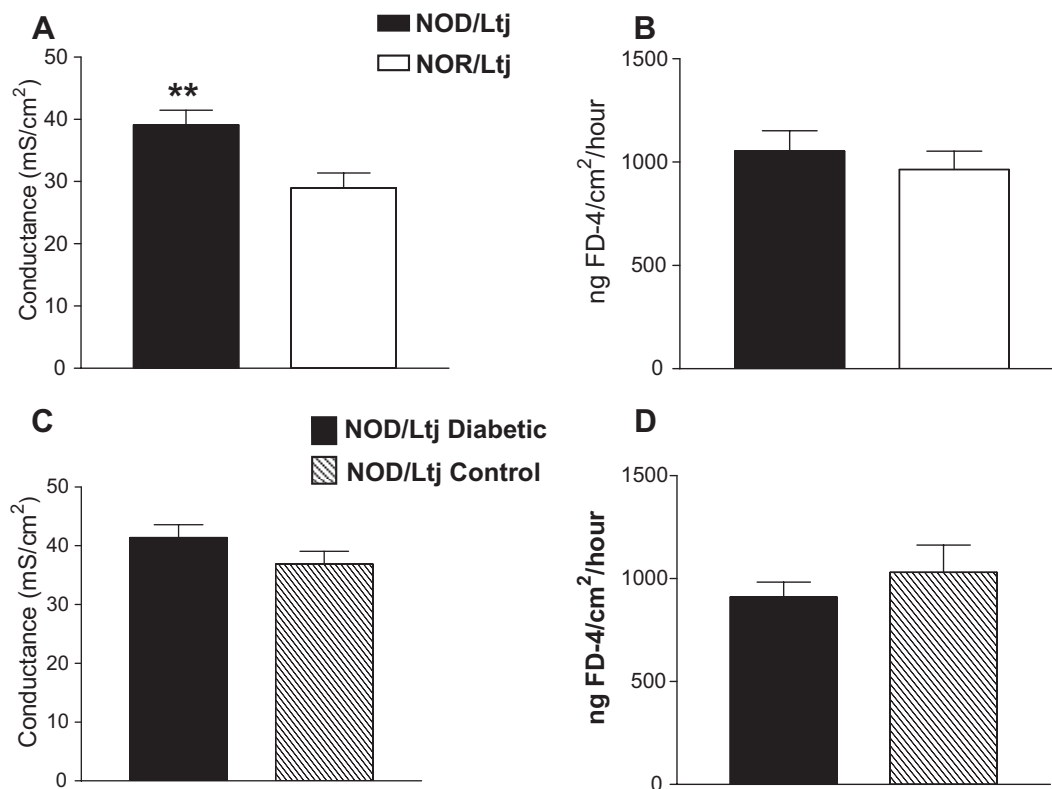 A
NOD/Ltj
NOR/Ltj
B
Conductance (mS/cm²)
50
40
30
20
10
0
**
ng FD-4/cm²/hour
1500
1000
500
0
C
NOD/Ltj Diabetic
NOD/Ltj Control
D
Conductance (mS/cm²)
50
40
30
20
10
0
ng FD-4/cm²/hour
1500
1000
500
0